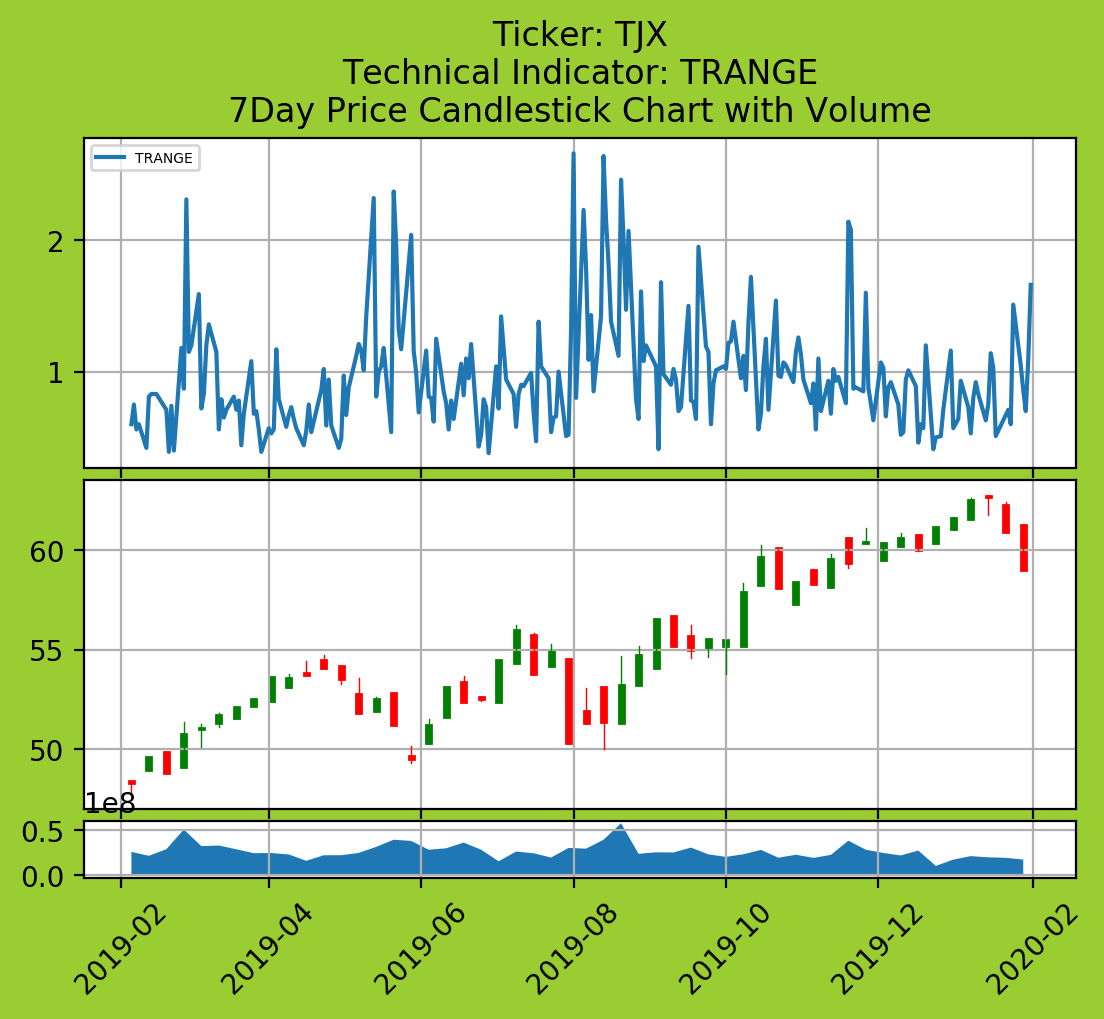 Ticker: TJX
Technical Indicator: TRANGE
7Day Price Candlestick Chart with Volume
TRANGE
2
1
60
55
50
1e8
0.5
0.0
2019-02
2019-04
2019-06
2019-08
2019-10
2019-12
2020-02